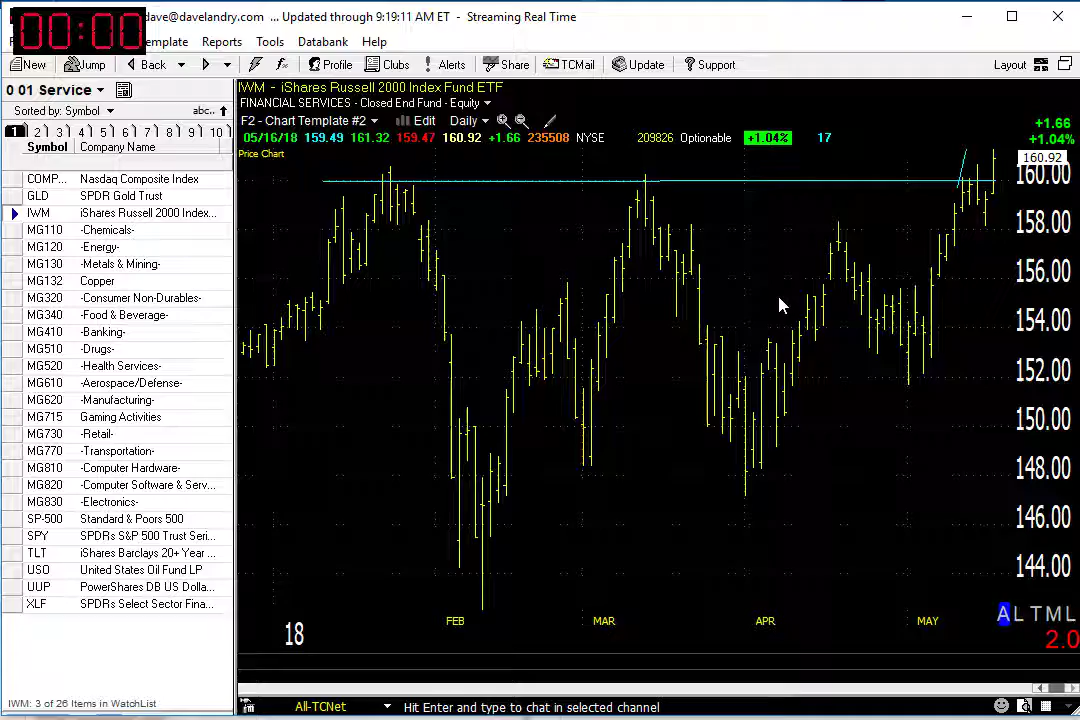 dave@davelandry.com ... Updated through 9:19:11 AM ET - Streaming Real Time
00:00
emplate Reports Tools Databank Help
New Jump Back Profile Clubs Alerts Share TCMail Update Support Layout
0 01 Service
Sorted by: Symbol abc..
1 2 3 4 5 6 7 8 9 10
Symbol Company Name
COMP... Nasdaq Composite Index
GLD SPDR Gold Trust
IWM iShares Russell 2000 Index...
MG110 -Chemicals-
MG120 -Energy-
MG130 -Metals & Mining-
MG132 Copper
MG320 -Consumer Non-Durables-
MG340 -Food & Beverage-
MG410 -Banking-
MG510 -Drugs-
MG520 -Health Services-
MG610 -Aerospace/Defense-
MG620 -Manufacturing-
MG715 Gaming Activities
MG730 -Retail-
MG770 -Transportation-
MG810 -Computer Hardware-
MG820 -Computer Software & Serv...
MG830 -Electronics-
SP-500 Standard & Poors 500
SPY SPDRs S&P 500 Trust Seri...
TLT iShares Barclays 20+ Year ...
USO United States Oil Fund LP
UUP PowerShares DB US Dolla...
XLF SPDRs Select Sector Fina...
IWM: 3 of 26 Items in WatchList
IWM - iShares Russell 2000 Index Fund ETF
FINANCIAL SERVICES - Closed End Fund - Equity
F2 - Chart Template #2 Edit Daily
05/16/18 159.49 161.32 159.47 160.92 +1.66 235508 NYSE 209826 Optionable +1.04% 17
Price Chart
+1.66
+1.04%
160.92
160.00
158.00
156.00
154.00
152.00
150.00
148.00
146.00
144.00
18 FEB MAR APR MAY
A L T M L
2.0
All-TCNet Hit Enter and type to chat in selected channel